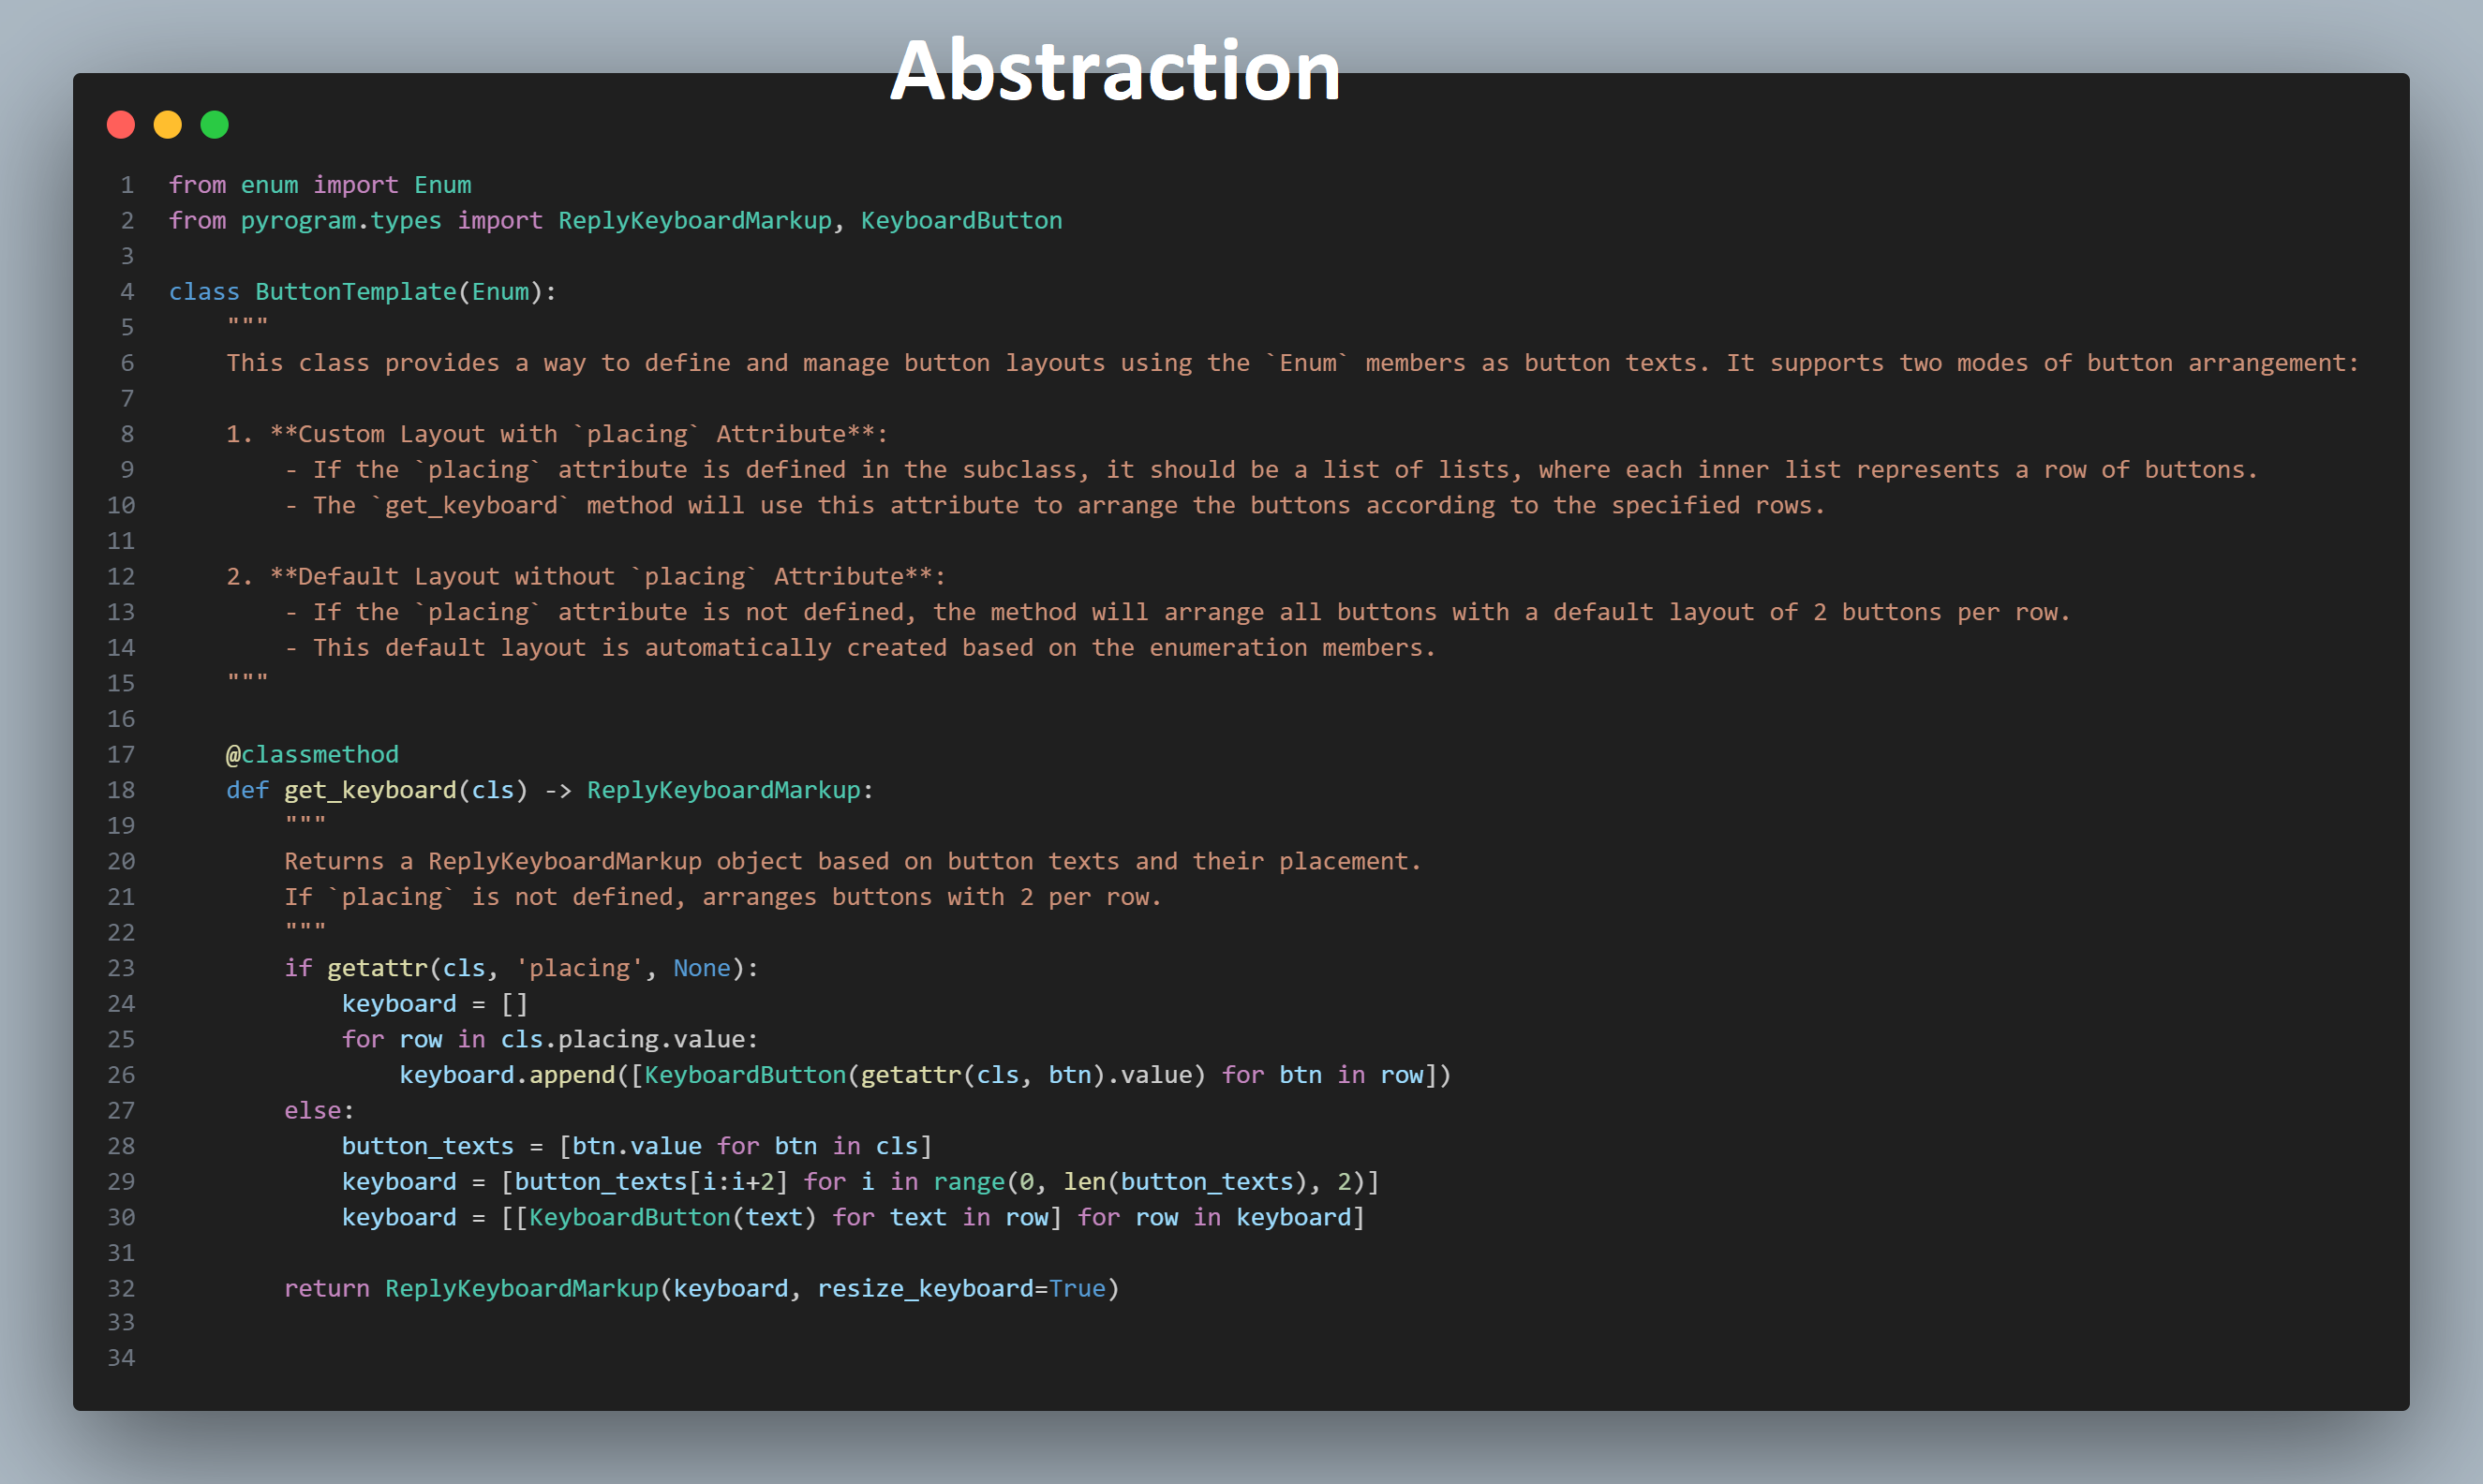 Abstraction
1 from enum import Enum
2 from pyrogram.types import ReplyKeyboardMarkup, KeyboardButton
3
4 class ButtonTemplate(Enum):
5     """
6     This class provides a way to define and manage button layouts using the `Enum` members as button texts. It supports two modes of button arrangement:
7
8     1. **Custom Layout with `placing` Attribute**:
9         - If the `placing` attribute is defined in the subclass, it should be a list of lists, where each inner list represents a row of buttons.
10         - The `get_keyboard` method will use this attribute to arrange the buttons according to the specified rows.
11
12     2. **Default Layout without `placing` Attribute**:
13         - If the `placing` attribute is not defined, the method will arrange all buttons with a default layout of 2 buttons per row.
14         - This default layout is automatically created based on the enumeration members.
15     """
16
17     @classmethod
18     def get_keyboard(cls) -> ReplyKeyboardMarkup:
19         """
20         Returns a ReplyKeyboardMarkup object based on button texts and their placement.
21         If `placing` is not defined, arranges buttons with 2 per row.
22         """
23         if getattr(cls, 'placing', None):
24             keyboard = []
25             for row in cls.placing.value:
26                 keyboard.append([KeyboardButton(getattr(cls, btn).value) for btn in row])
27         else:
28             button_texts = [btn.value for btn in cls]
29             keyboard = [button_texts[i:i+2] for i in range(0, len(button_texts), 2)]
30             keyboard = [[KeyboardButton(text) for text in row] for row in keyboard]
31
32         return ReplyKeyboardMarkup(keyboard, resize_keyboard=True)
33
34